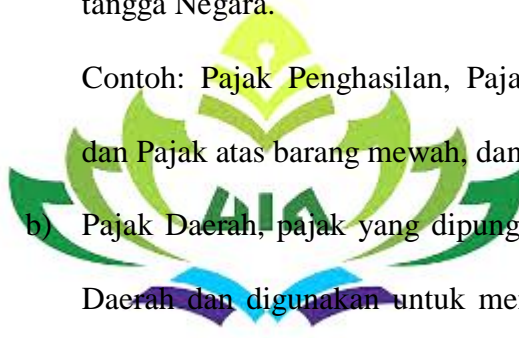 tangga Negara.
Contoh: Pajak Penghasilan, Paja
dan Pajak atas barang mewah, dan
b) Pajak Daerah, pajak yang dipung
Daerah dan digunakan untuk me